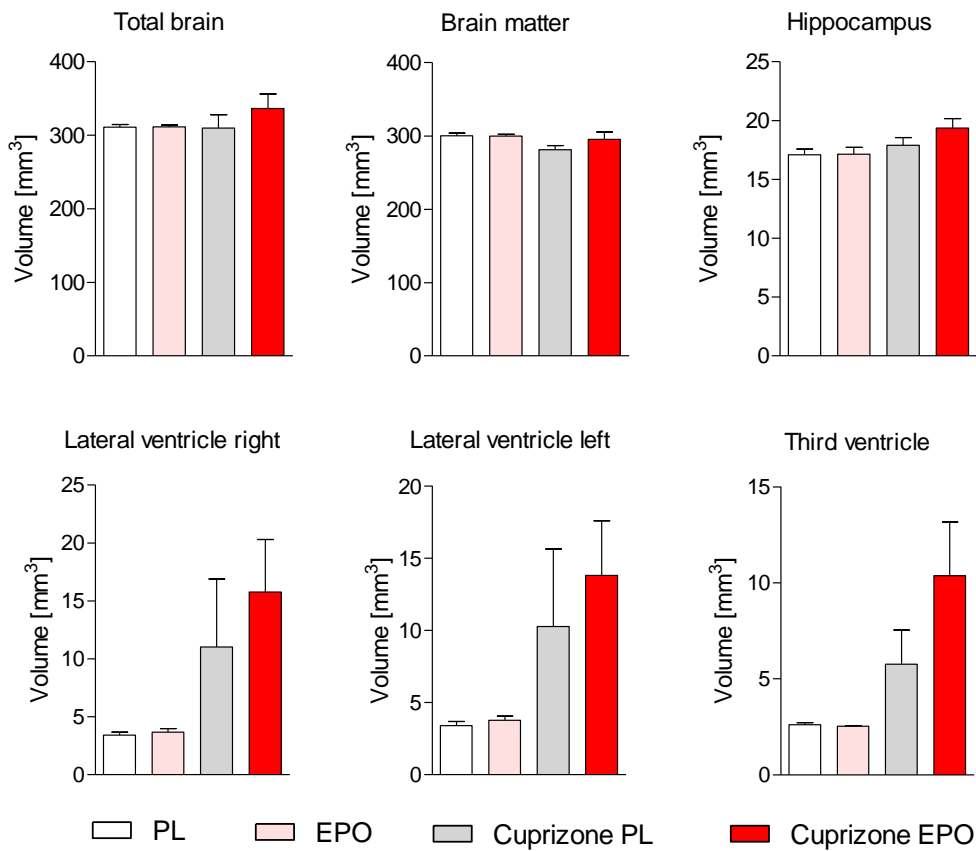 Total brain
Brain matter
Hippocampus
Volume [mm³]
400
300
200
100
0
Volume [mm³]
400
300
200
100
0
Volume [mm³]
25
20
15
10
5
0
Lateral ventricle right
Lateral ventricle left
Third ventricle
Volume [mm³]
25
20
15
10
5
0
Volume [mm³]
20
15
10
5
0
Volume [mm³]
15
10
5
0
PL
EPO
Cuprizone PL
Cuprizone EPO